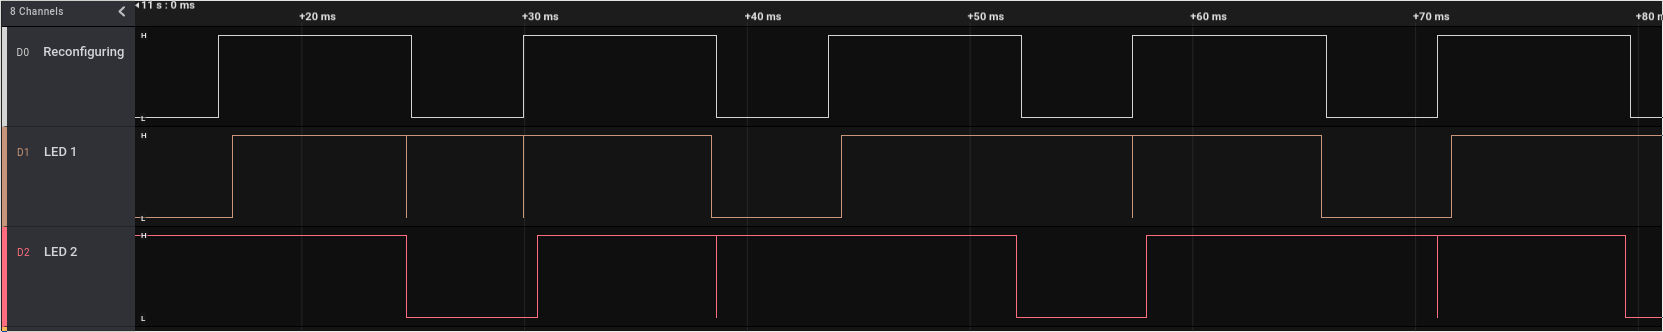 8 Channels
11 s : 0 ms
+20 ms
+30 ms
+40 ms
+50 ms
+60 ms
+70 ms
+80 m
D0 Reconfiguring
H
L
D1 LED 1
H
L
D2 LED 2
H
L